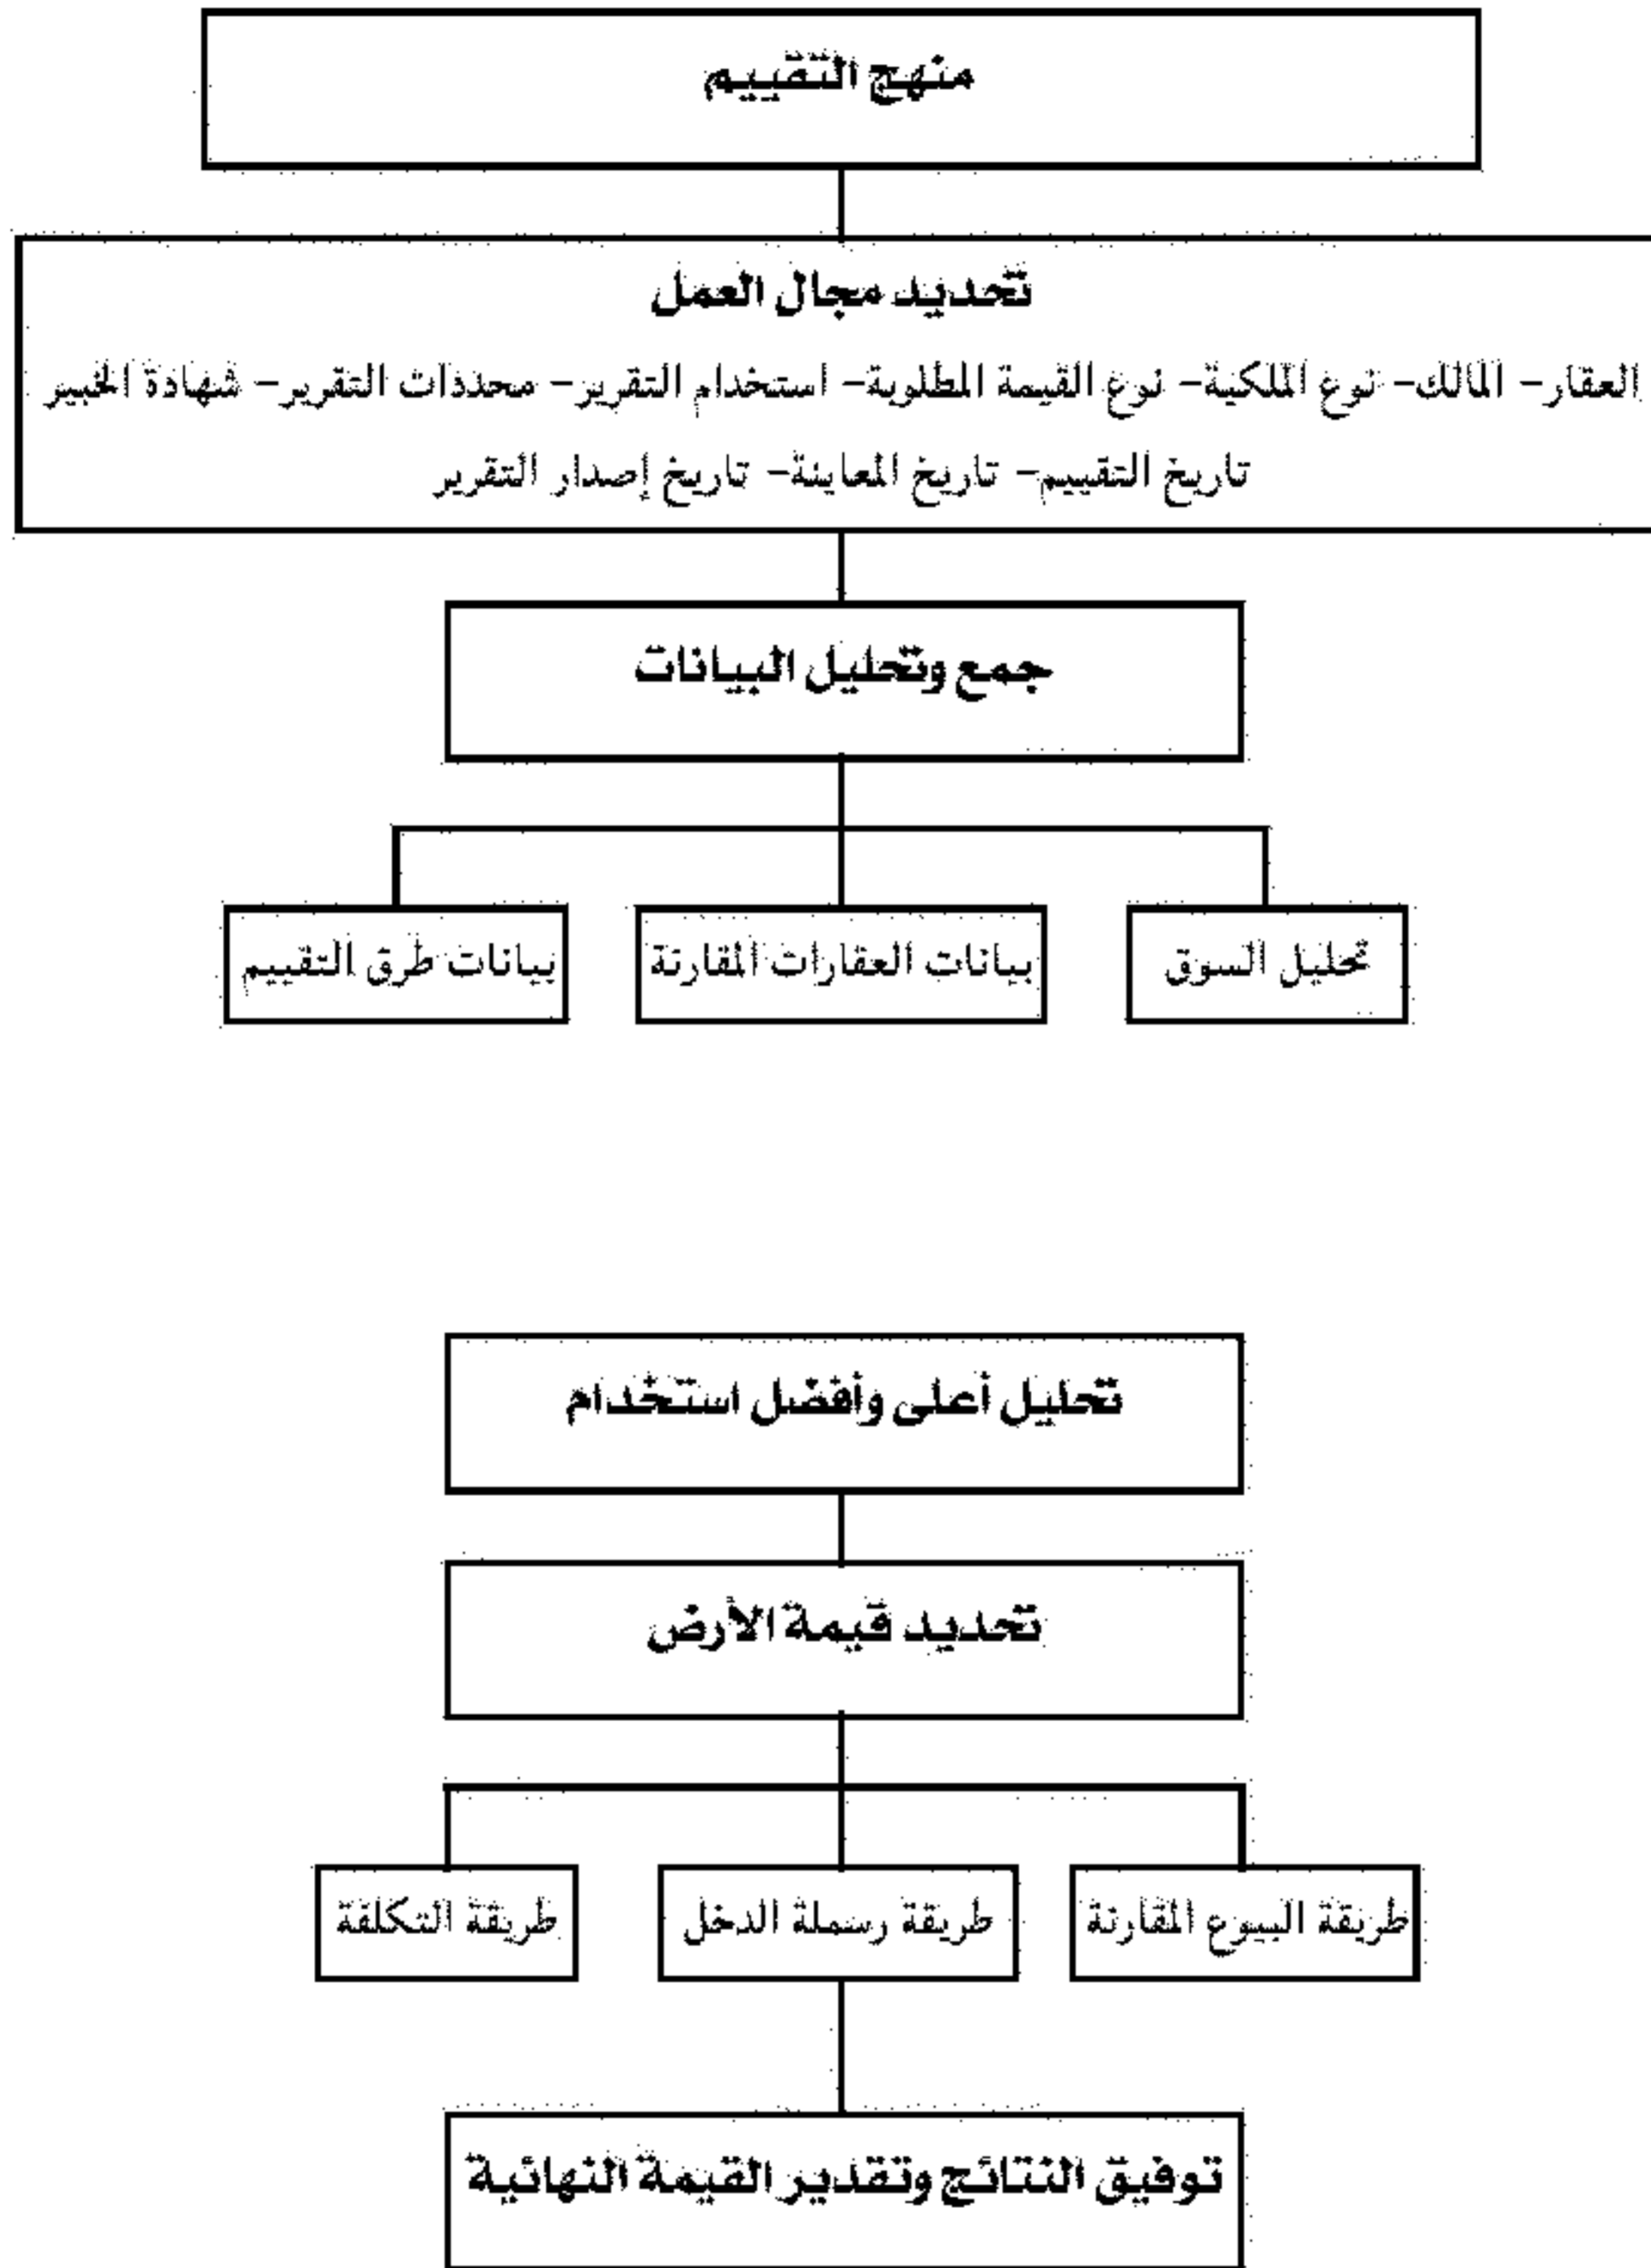 منهج التقييم
تحديد مجال العمل
العقار – المالك – نوع الملكية – نوع القيمة المطلوبة – استخدام التقرير – محددات التقرير – شهادة الخبير
تاريخ التقييم – تاريخ المعاينة – تاريخ إصدار التقرير
جمع وتحليل البيانات
تحليل السوق
بيانات العقارات المقارنة
بيانات طرق التقييم
تحليل أعلى وأفضل استخدام
تحديد قيمة الأرض
طريقة البيوع المقارنة
طريقة رسملة الدخل
طريقة التكلفة
توفيق النتائج وتقدير القيمة النهائية